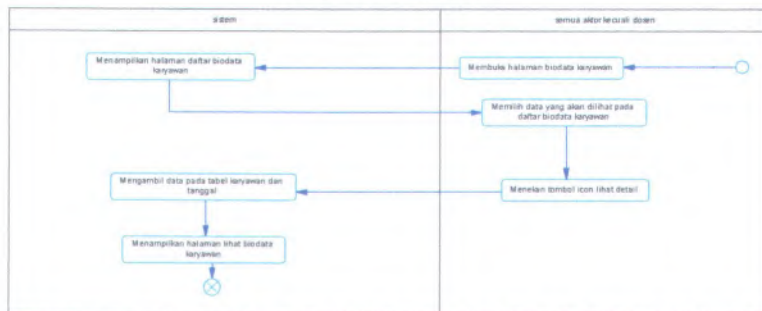 sistem
semua aktor kecuali dosen
Menampilkan halaman daftar biodata
karyawan
Membuka halaman biodata karyawan
Memilih data yang akan dilihat pada
daftar biodata karyawan
Mengambil data pada tabel karyawan dan
tanggal
Menekan tombol icon lihat detail
Menampilkan halaman lihat biodata
karyawan